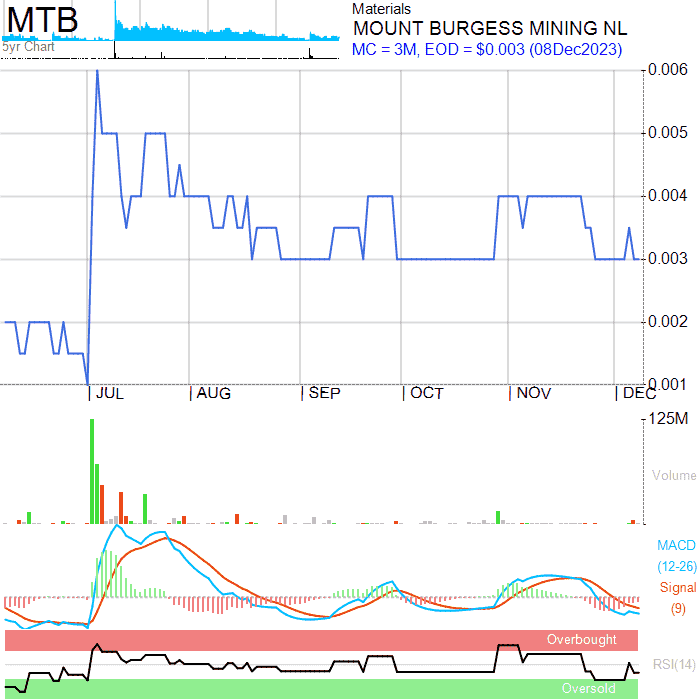 MTB
5yr Chart
Materials
MOUNT BURGESS MINING NL
MC = 3M, EOD = $0.003 (08Dec2023)
0.006
0.005
0.004
0.003
0.002
0.001
JUL AUG SEP OCT NOV DEC
125M
Volume
MACD
(12-26)
Signal
(9)
Overbought
RSI(14)
Oversold